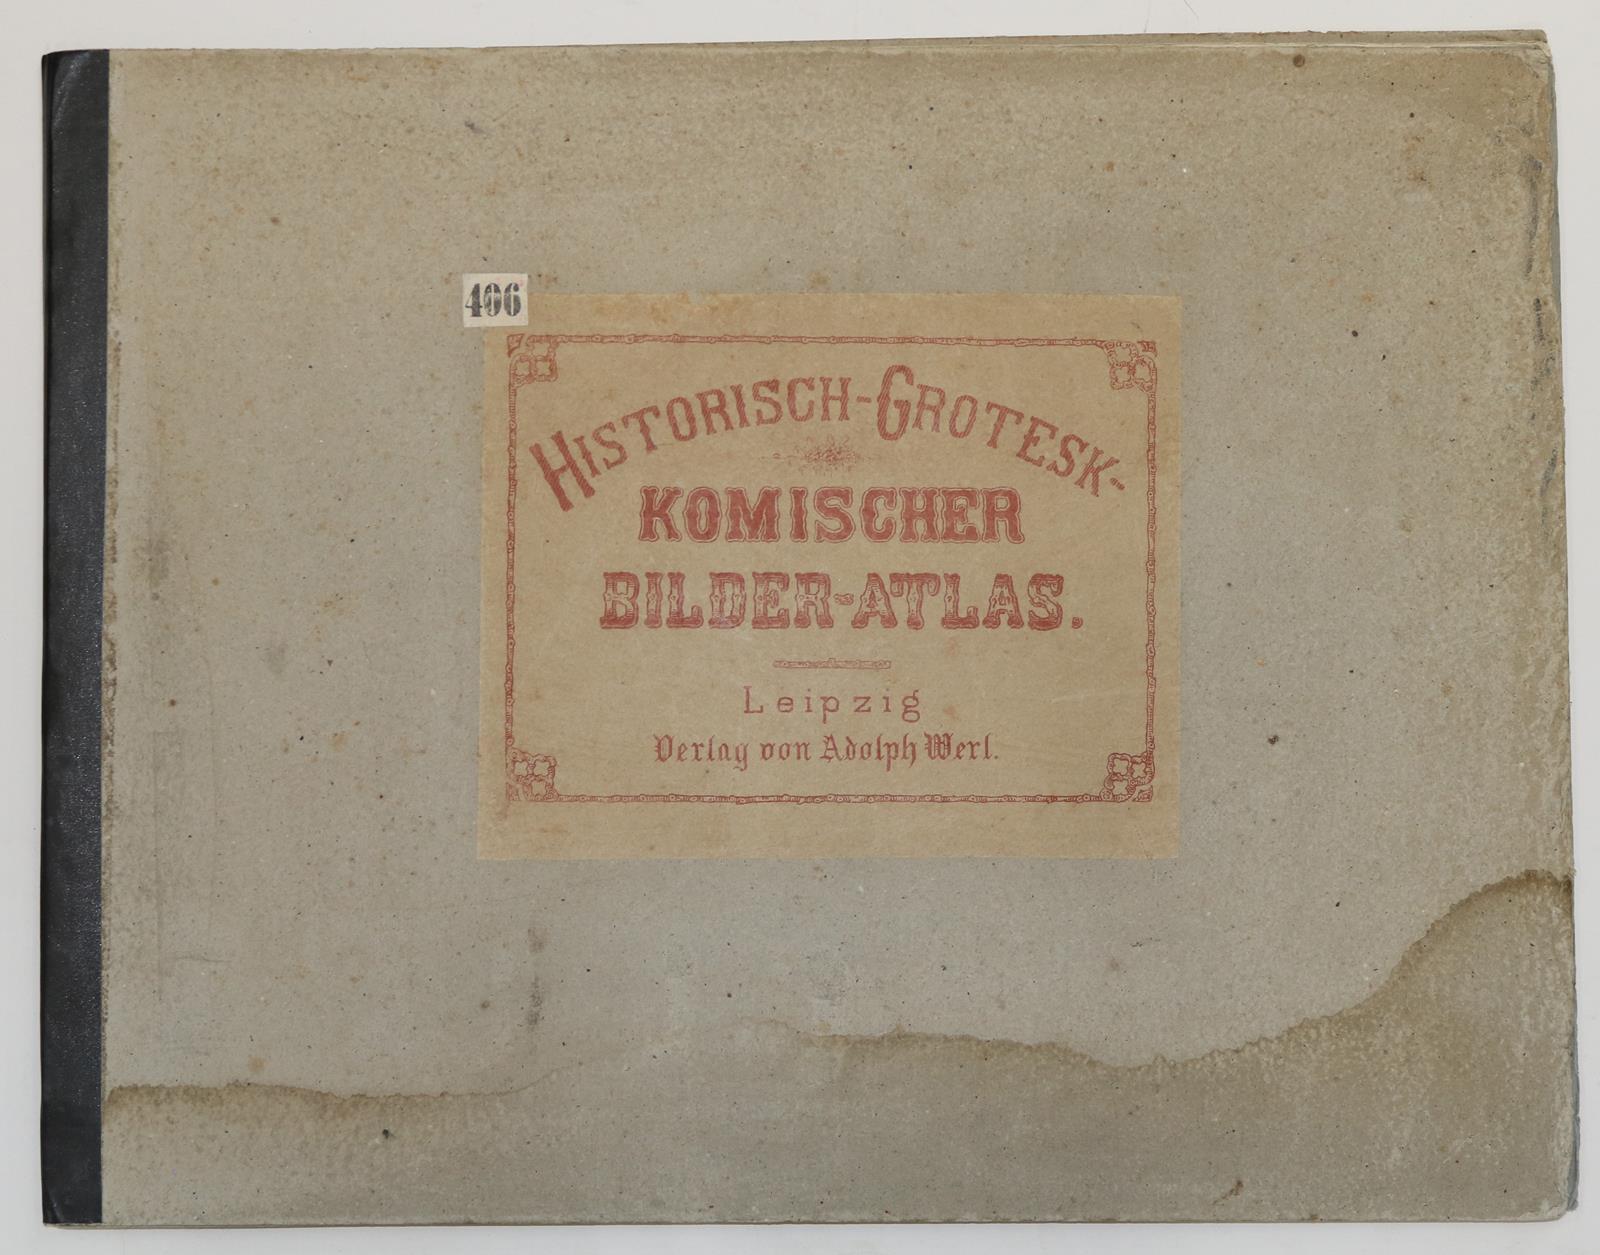 406
HISTORISCH-GROTESK-
KOMISCHER
BILDER-ATLAS.
Leipzig
Verlag von Adolph Werl.